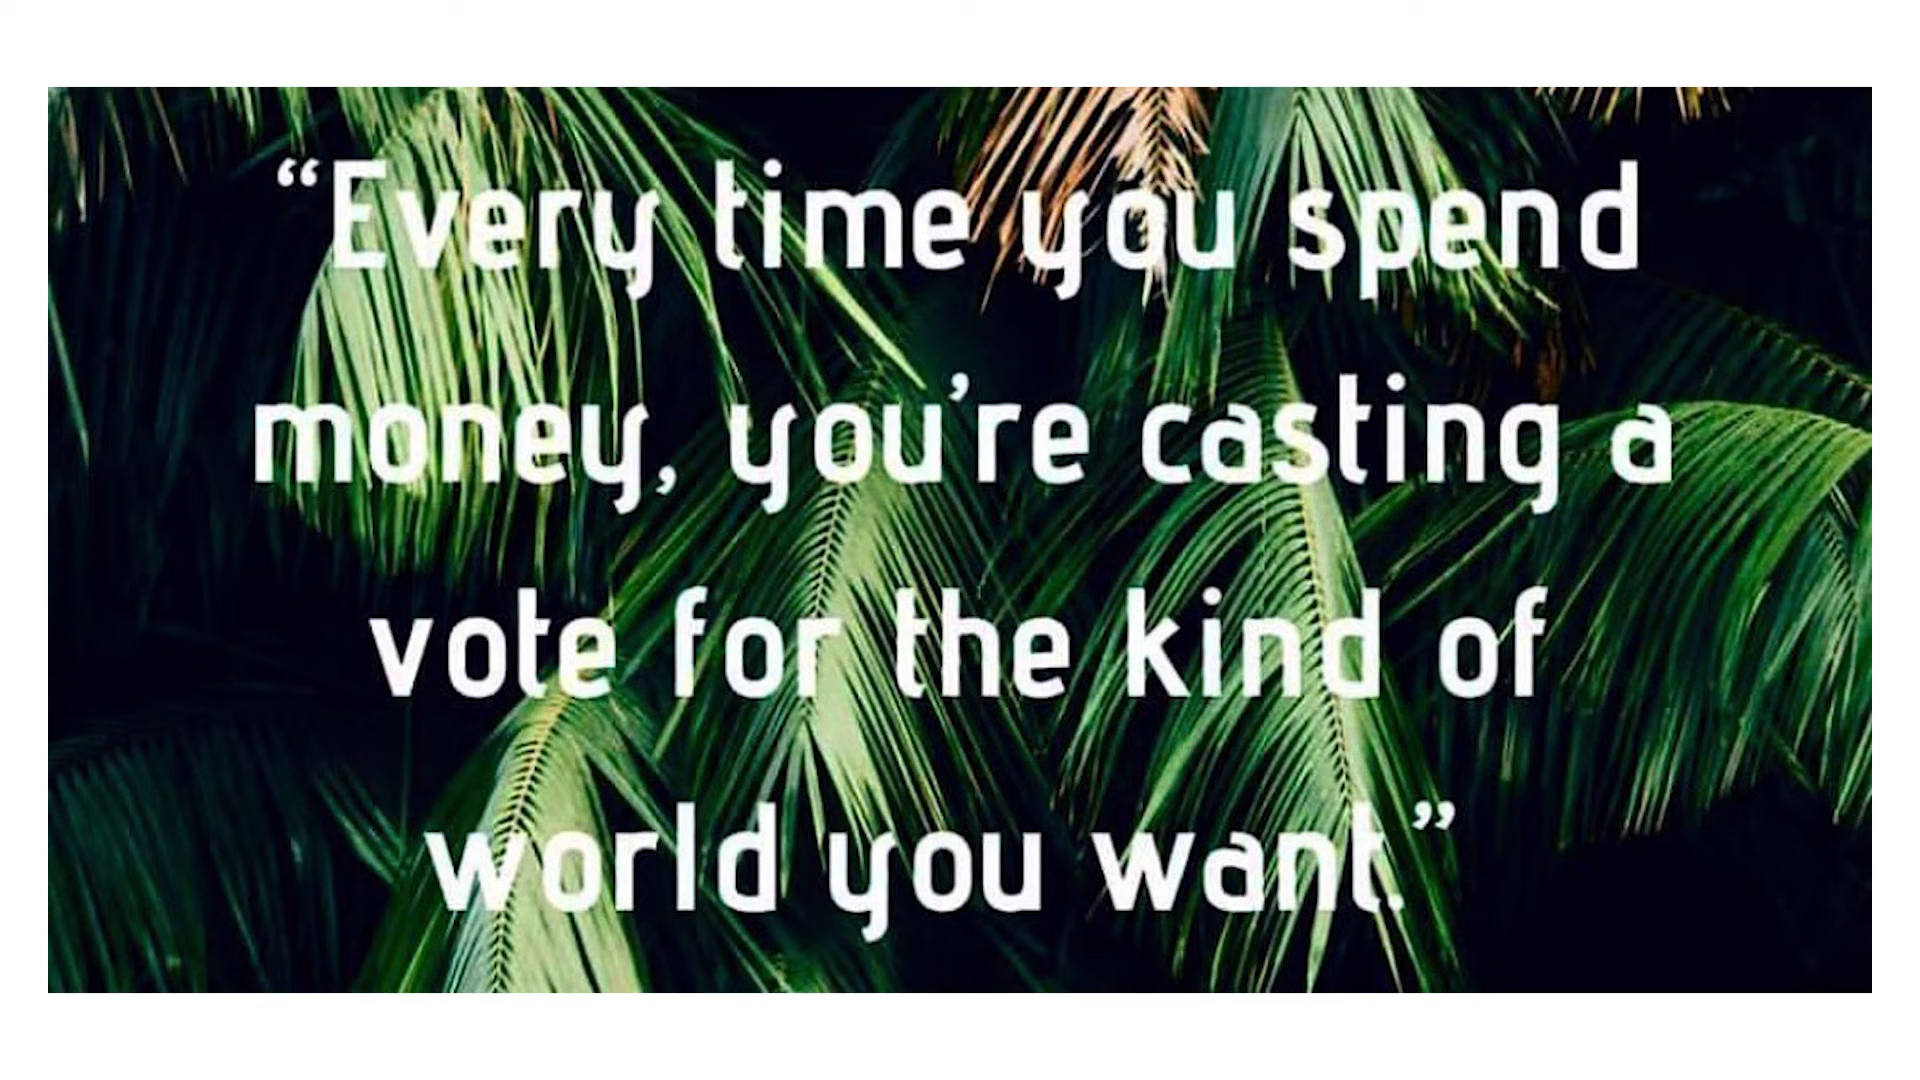 “Every time you spend
money, you’re casting a
vote for the kind of
world you want.”